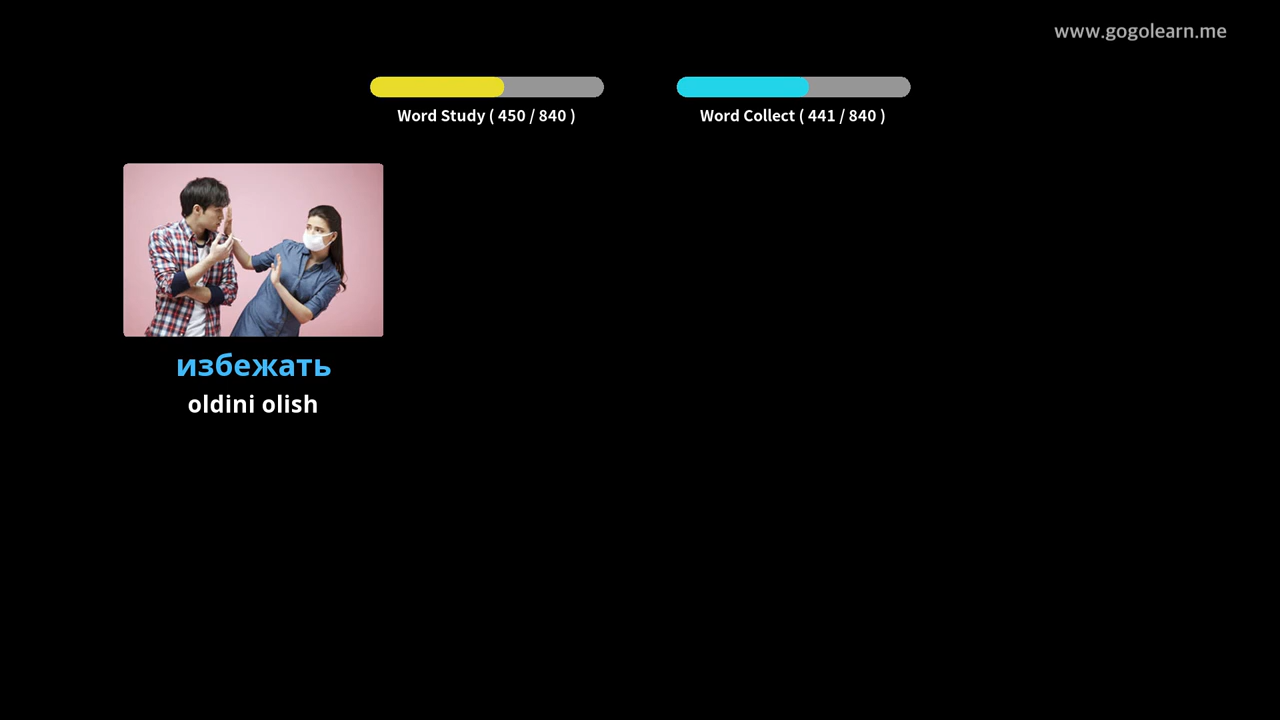 www.gogolearn.me
Word Study ( 450 / 840 )
Word Collect ( 441 / 840 )
избежать
oldini olish